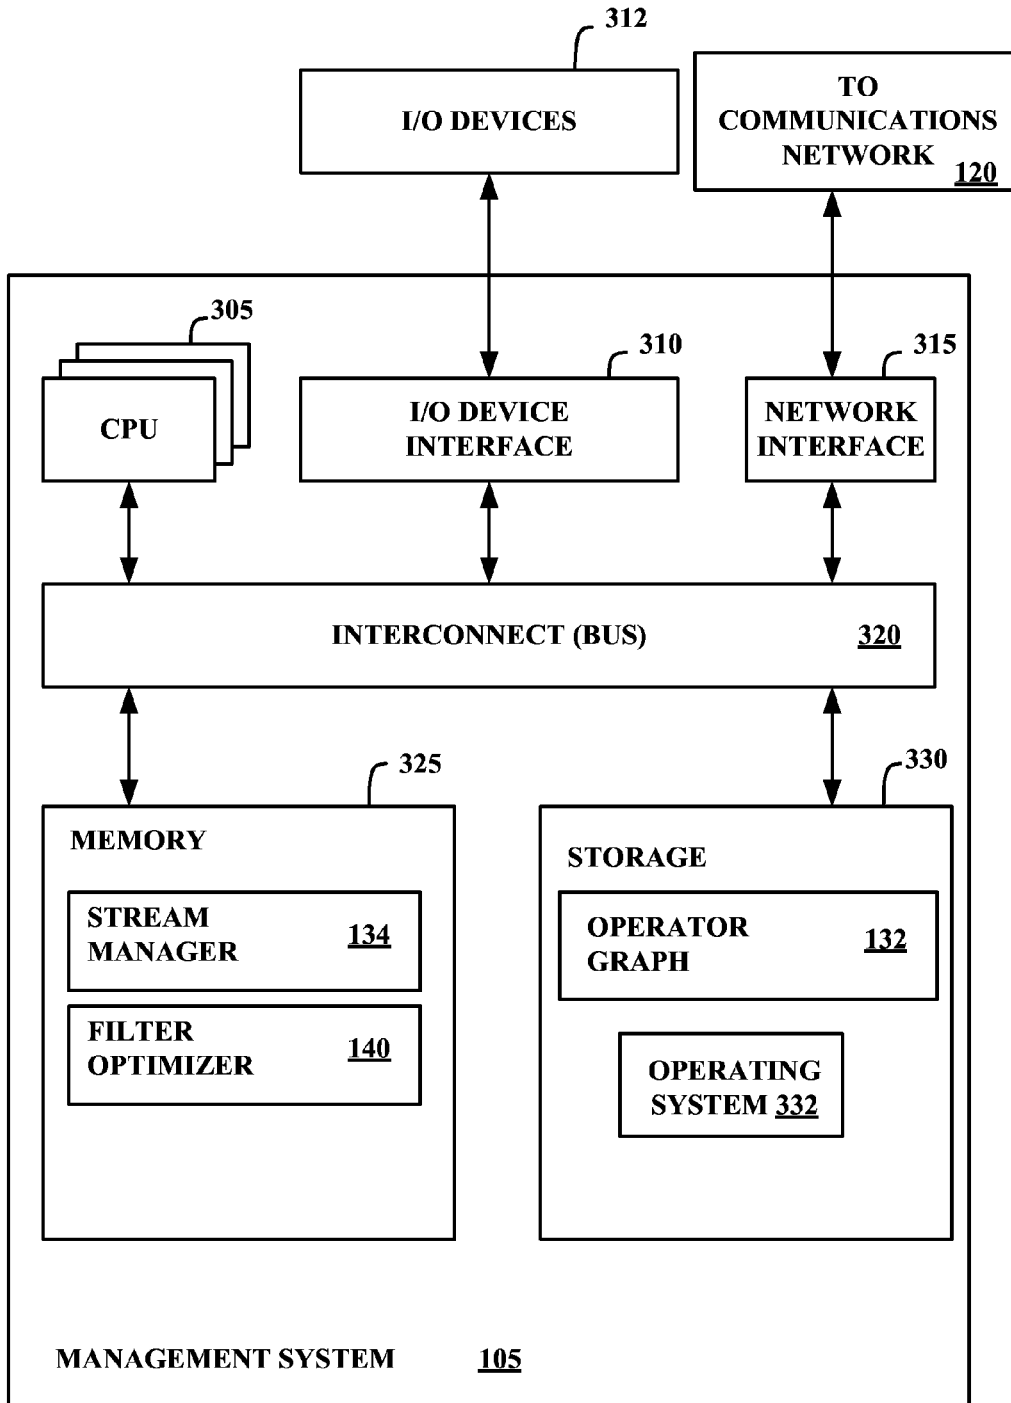 312
I/O DEVICES
TO
COMMUNICATIONS
NETWORK
120
305
310
315
CPU
I/O DEVICE
INTERFACE
NETWORK
INTERFACE
INTERCONNECT (BUS)
320
325
330
MEMORY
STREAM
MANAGER
134
FILTER
OPTIMIZER
140
STORAGE
OPERATOR
GRAPH
132
OPERATING
SYSTEM 332
MANAGEMENT SYSTEM
105